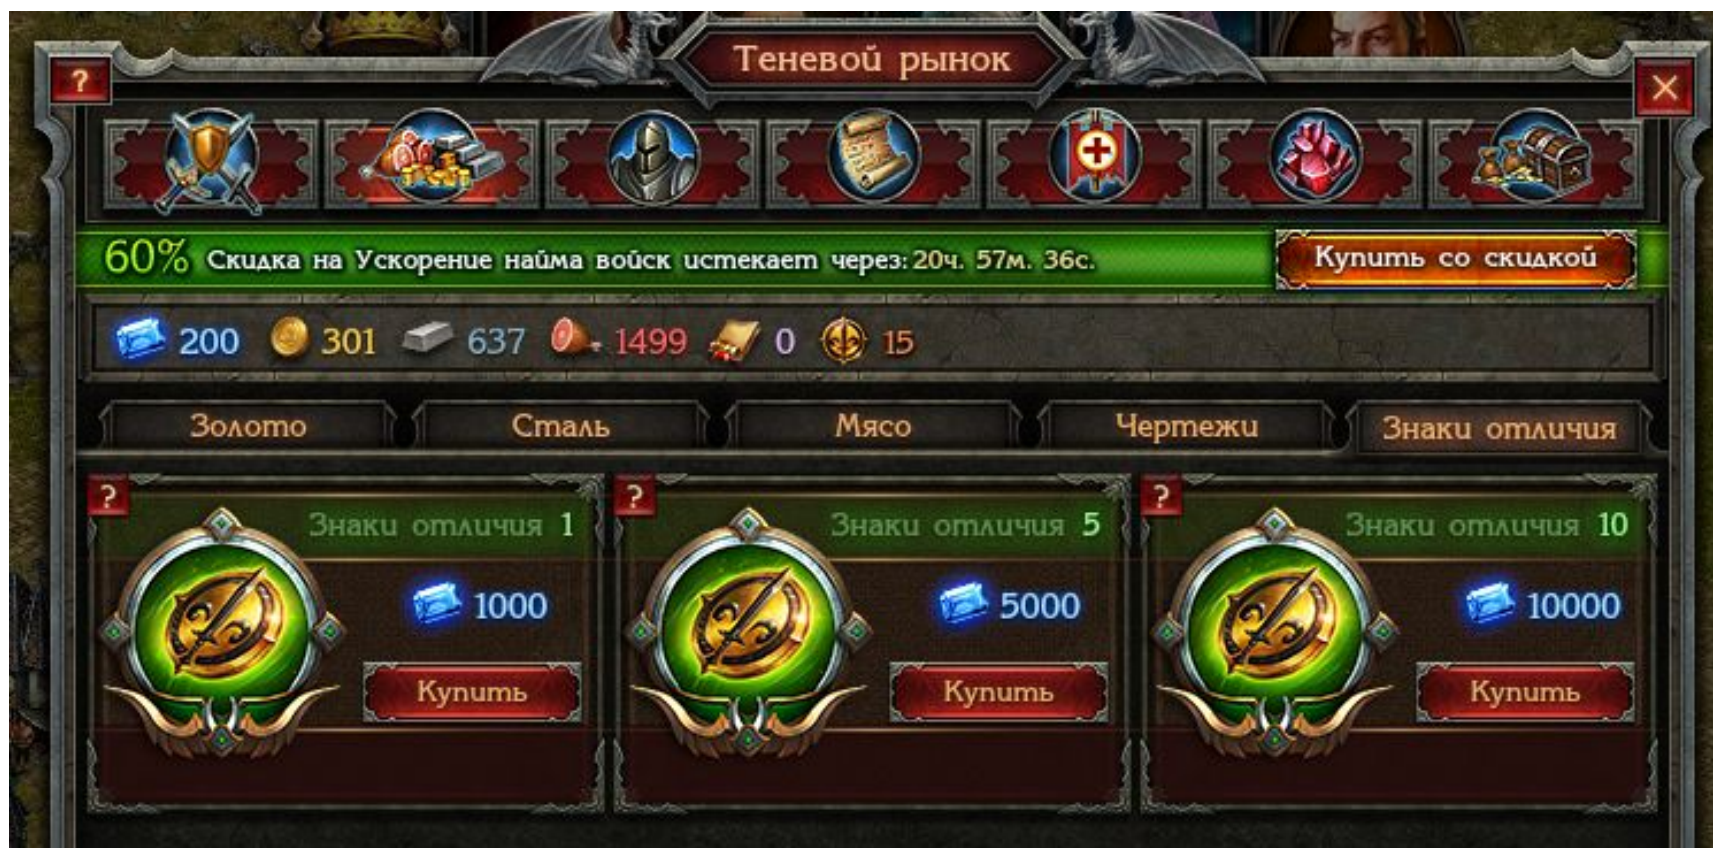 Теневой рынок
?
×
60% Скидка на Ускорение найма войск истекает через: 20ч. 57м. 36с.
Купить со скидкой
200 301 637 1499 0 15
Золото Сталь Мясо Чертежи Знаки отличия
? ? ?
Знаки отличия 1 Знаки отличия 5 Знаки отличия 10
1000 5000 10000
Купить Купить Купить